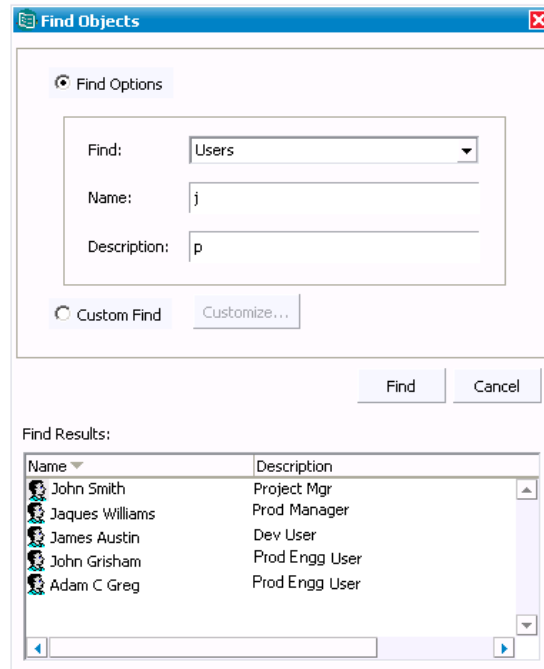 Find Objects
Find Options
Find: Users
Name: j
Description: p
Custom Find Customize...
Find Cancel
Find Results:
Name Description
John Smith Project Mgr
Jaques Williams Prod Manager
James Austin Dev User
John Grisham Prod Engg User
Adam C Greg Prod Engg User